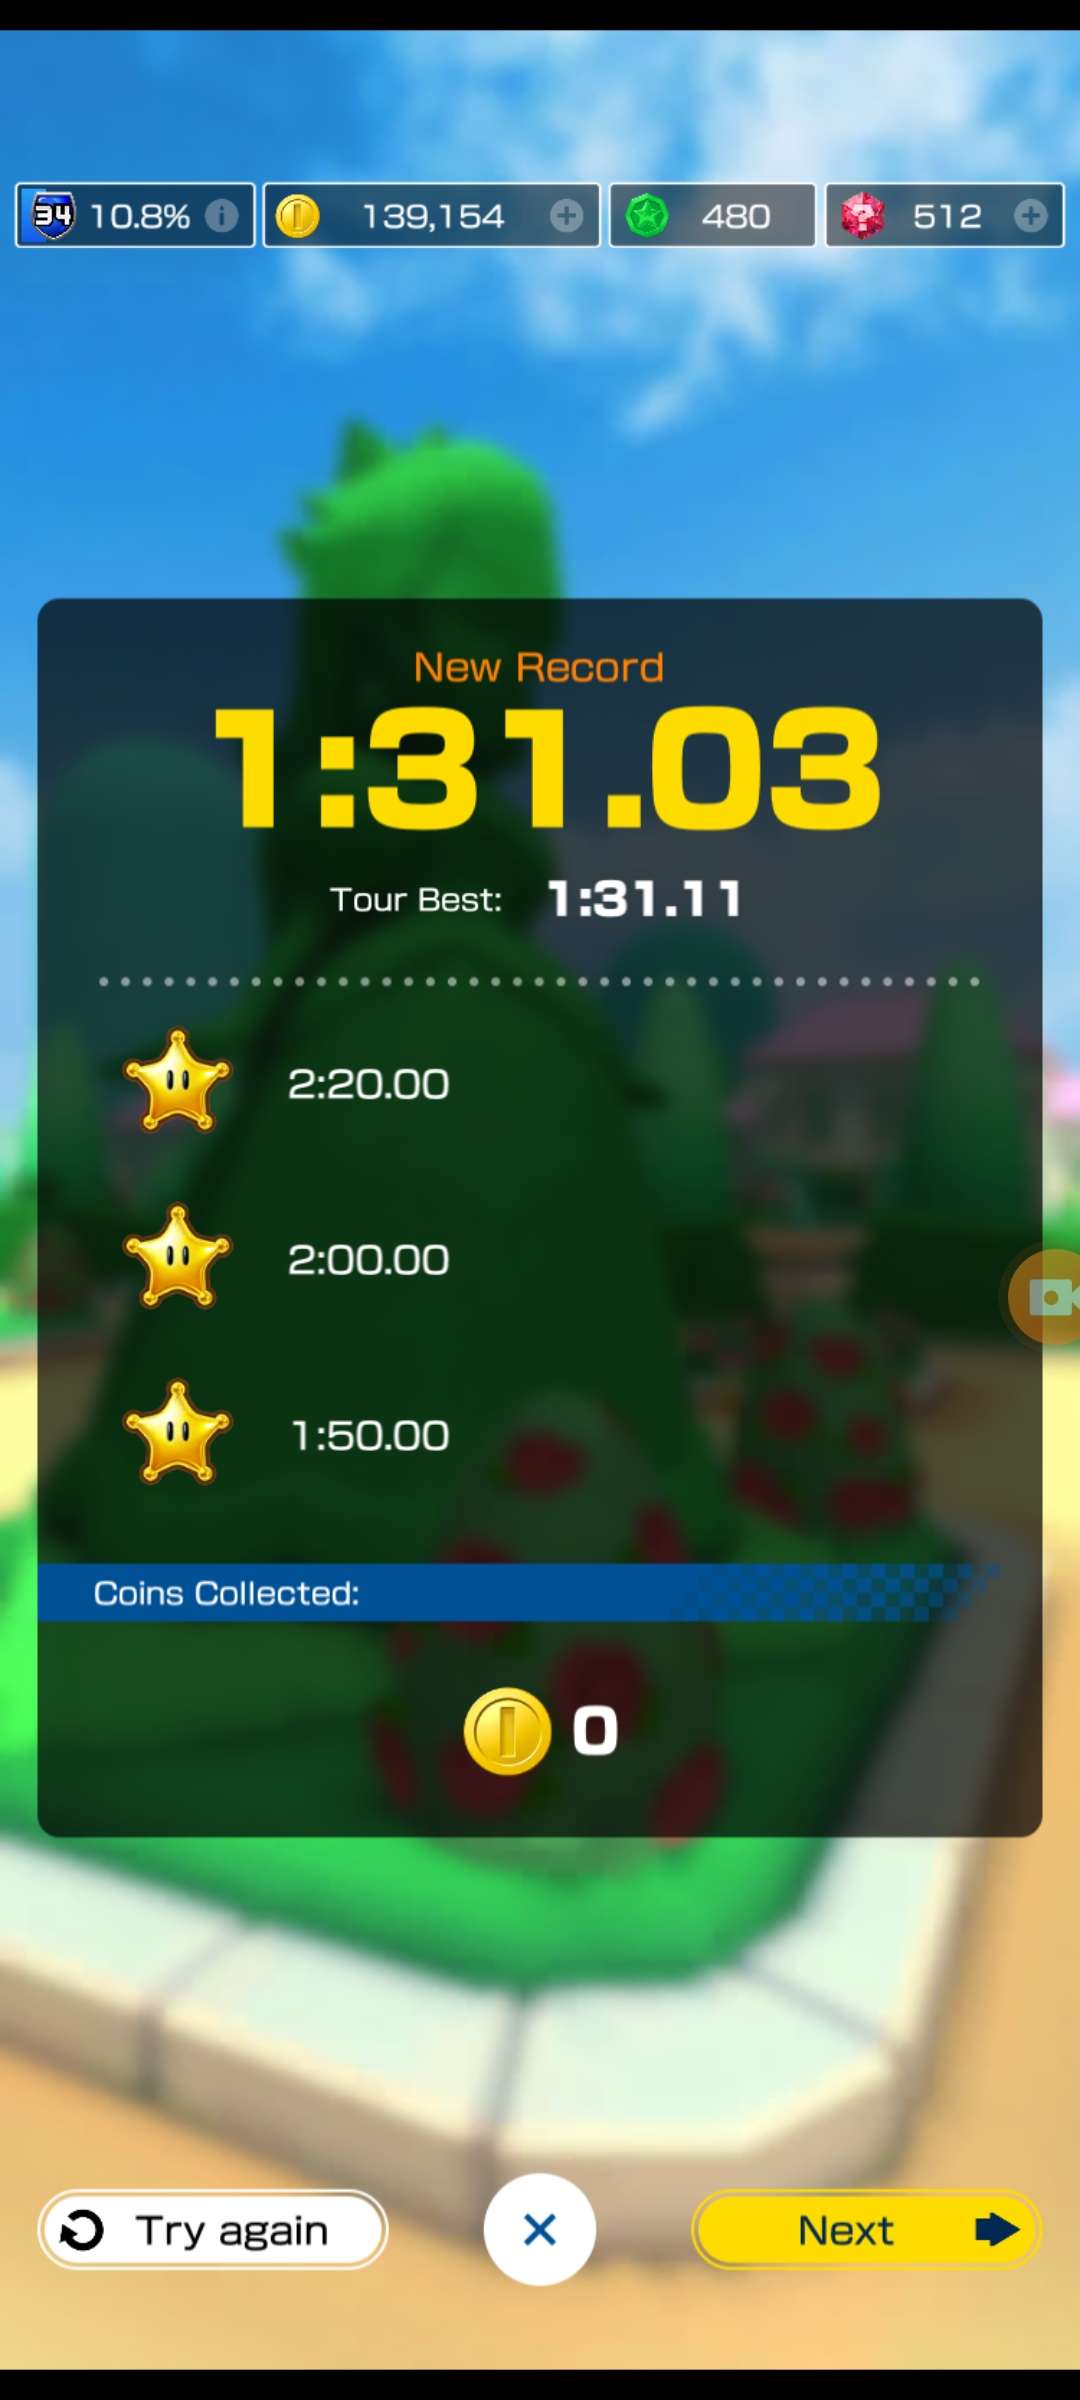 34 10.8% i 139,154 + 480 ? 512 +
New Record
1:31.03
Tour Best: 1:31.11
2:20.00
2:00.00
1:50.00
Coins Collected:
0
Try again × Next